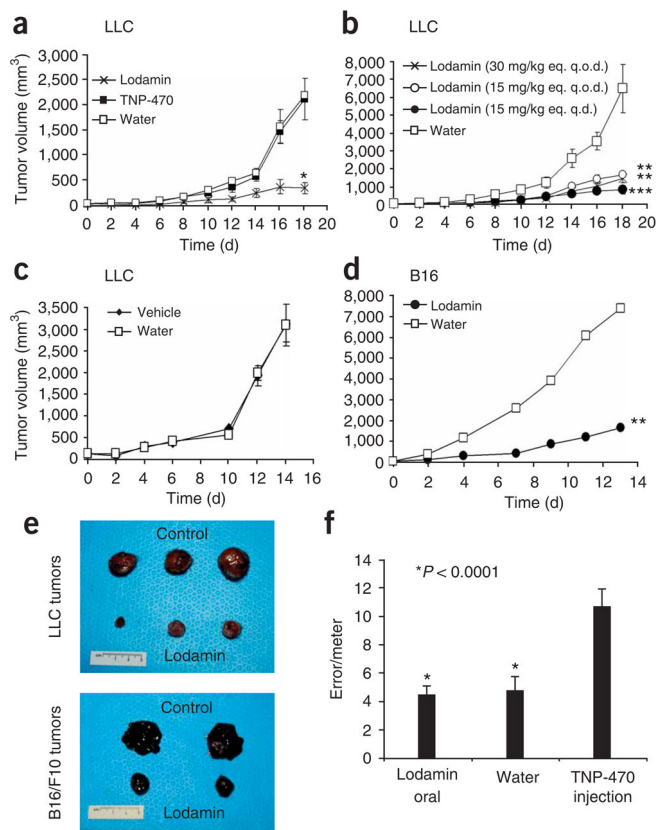 a
LLC
Tumor volume (mm³)
3,000
2,500
2,000
1,500
1,000
500
0
Lodamin
TNP-470
Water
*
0 2 4 6 8 10 12 14 16 18 20
Time (d)
b
LLC
8,000
7,000
6,000
5,000
4,000
3,000
2,000
1,000
0
Lodamin (30 mg/kg eq. q.o.d.)
Lodamin (15 mg/kg eq. q.o.d.)
Lodamin (15 mg/kg eq. q.d.)
Water
**
**
***
0 2 4 6 8 10 12 14 16 18 20
Time (d)
c
LLC
Tumor volume (mm³)
3,500
3,000
2,500
2,000
1,500
1,000
500
0
Vehicle
Water
0 2 4 6 8 10 12 14 16
Time (d)
d
B16
8,000
7,000
6,000
5,000
4,000
3,000
2,000
1,000
0
Lodamin
Water
**
0 2 4 6 8 10 12 14
Time (d)
e
LLC tumors
Control
Lodamin
B16/F10 tumors
Control
Lodamin
f
Error/meter
14
12
10
8
6
4
2
0
*P < 0.0001
*
*
Lodamin
oral
Water
TNP-470
injection